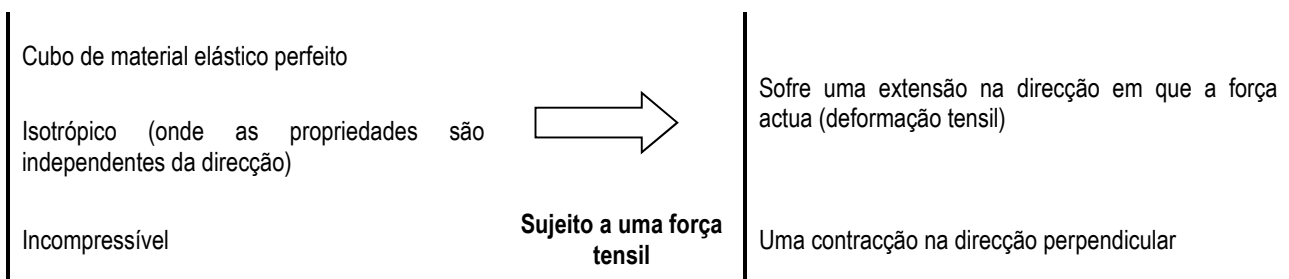 Cubo de material elástico perfeito
Isotrópico (onde as propriedades são
independentes da direcção)
Incompressível
Sujeito a uma força
tensil
Sofre uma extensão na direcção em que a força
actua (deformação tensil)
Uma contracção na direcção perpendicular